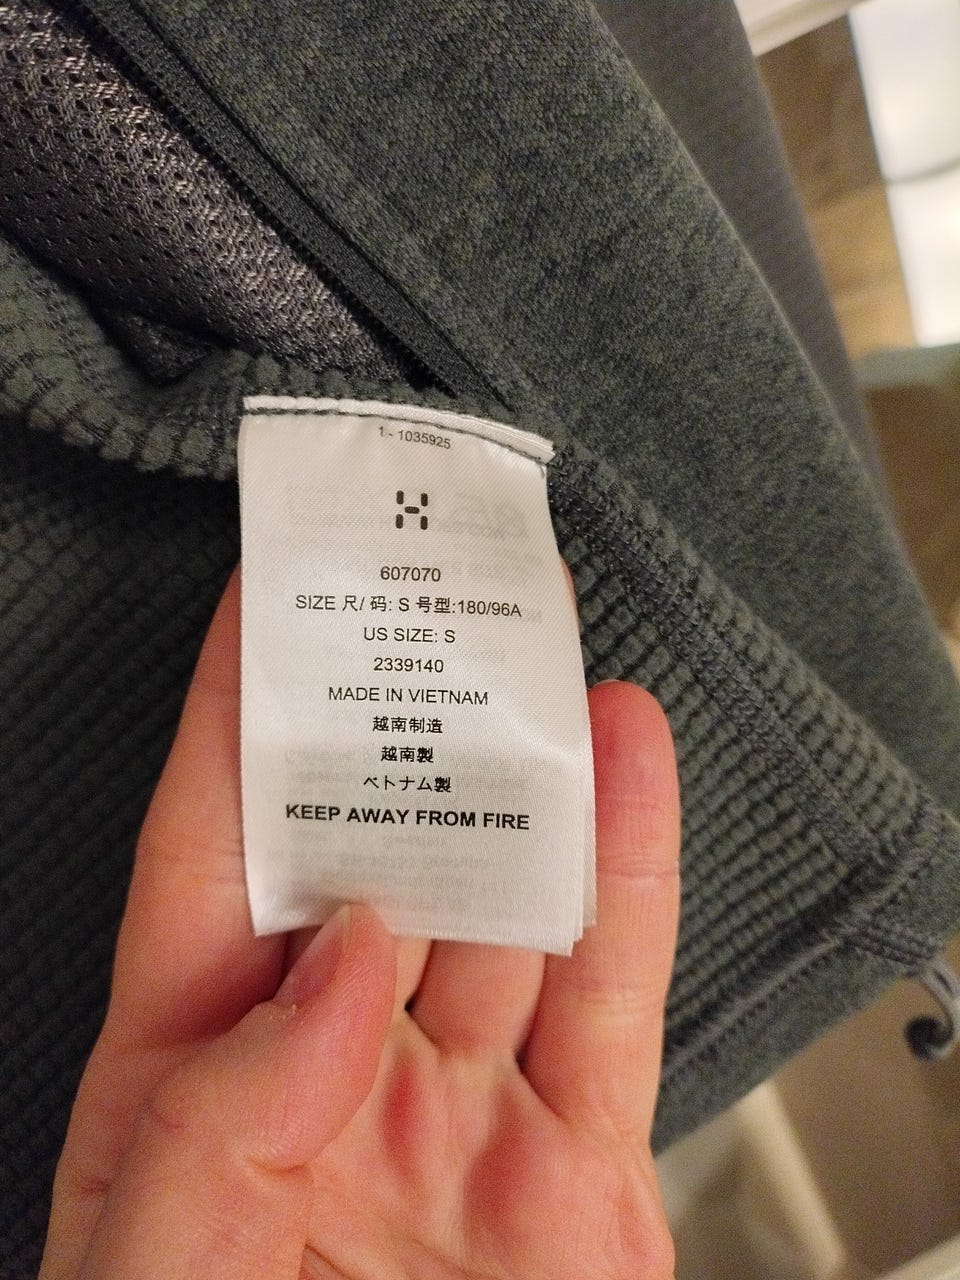 1 - 1035925
607070
SIZE 尺/ 码: S 号型:180/96A
US SIZE: S
2339140
MADE IN VIETNAM
越南制造
越南製
ベトナム製
KEEP AWAY FROM FIRE